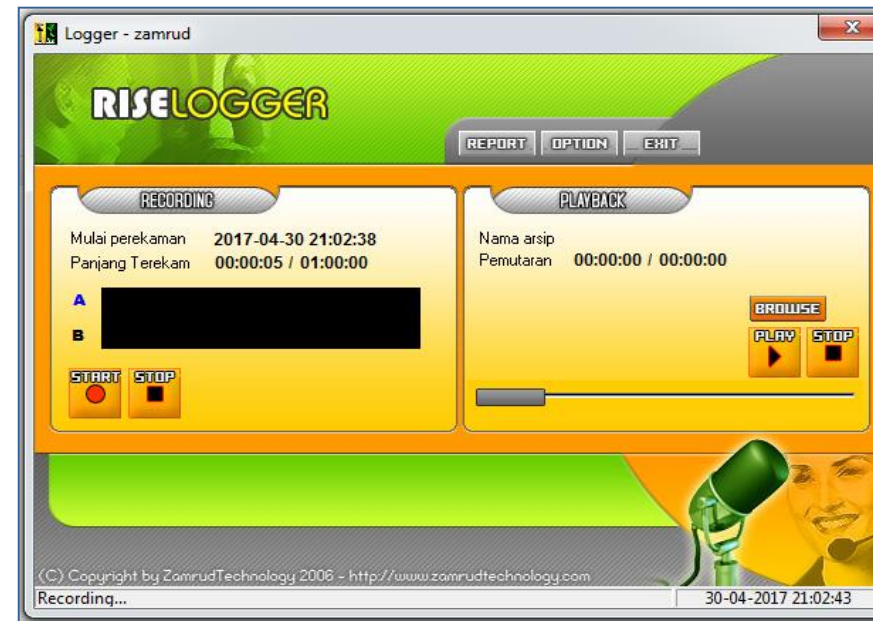 Logger - zamrud
RISELOGGER
REPORT OPTION EXIT
RECORDING
Mulai perekaman 2017-04-30 21:02:38
Panjang Terekam 00:00:05 / 01:00:00
A
B
START STOP
PLAYBACK
Nama arsip
Pemutaran 00:00:00 / 00:00:00
BROWSE
PLAY STOP
(C) Copyright by ZamrudTechnology 2006 - http://www.zamrudtechnology.com
Recording... 30-04-2017 21:02:43